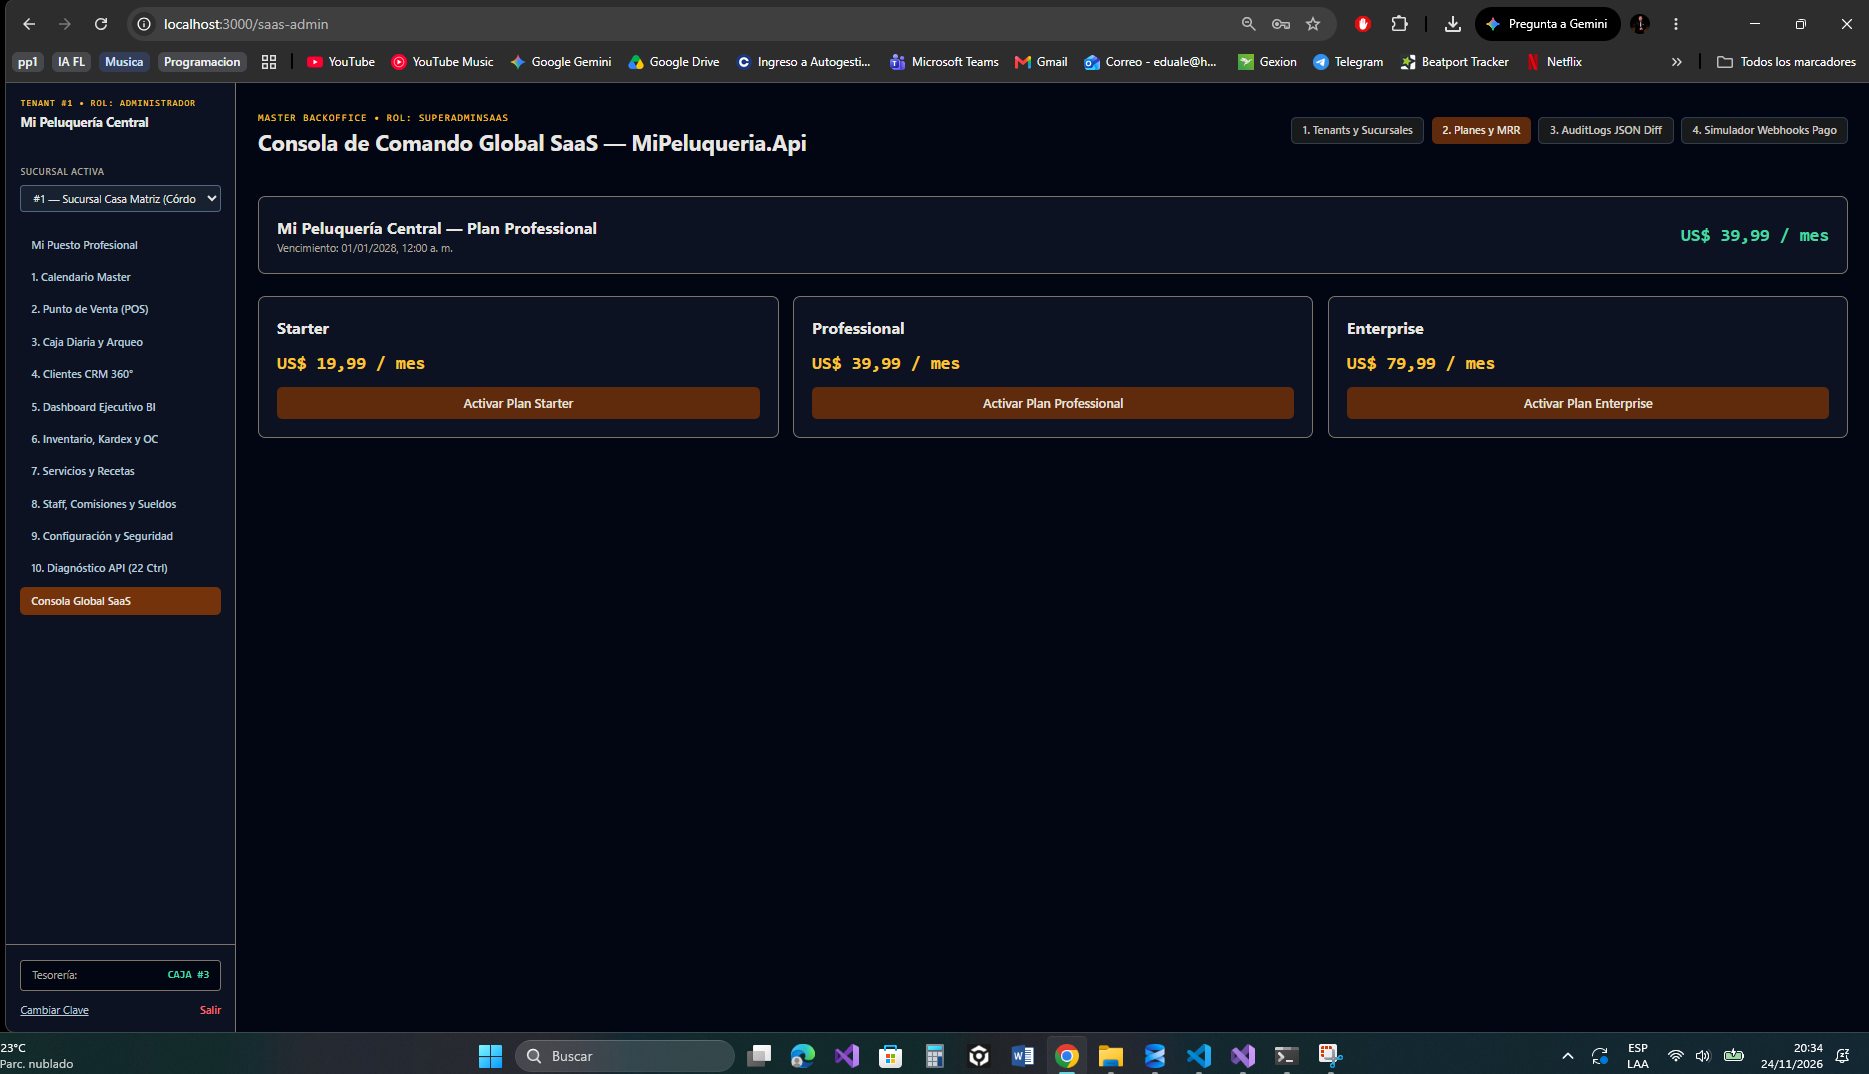 localhost:3000/saas-admin
Pregunta a Gemini
pp1
IA FL
Musica
Programacion
YouTube
YouTube Music
Google Gemini
Google Drive
Ingreso a Autogesti...
Microsoft Teams
Gmail
Correo - eduale@h...
Gexion
Telegram
Beatport Tracker
Netflix
Todos los marcadores
TENANT #1 • ROL: ADMINISTRADOR
Mi Peluquería Central
SUCURSAL ACTIVA
#1 — Sucursal Casa Matriz (Córdo
Mi Puesto Profesional
1. Calendario Master
2. Punto de Venta (POS)
3. Caja Diaria y Arqueo
4. Clientes CRM 360°
5. Dashboard Ejecutivo BI
6. Inventario, Kardex y OC
7. Servicios y Recetas
8. Staff, Comisiones y Sueldos
9. Configuración y Seguridad
10. Diagnóstico API (22 Ctrl)
Consola Global SaaS
Tesorería:
CAJA #3
Cambiar Clave
Salir
MASTER BACKOFFICE • ROL: SUPERADMINSAAS
Consola de Comando Global SaaS — MiPeluqueria.Api
1. Tenants y Sucursales
2. Planes y MRR
3. AuditLogs JSON Diff
4. Simulador Webhooks Pago
Mi Peluquería Central — Plan Professional
Vencimiento: 01/01/2028, 12:00 a. m.
US$ 39,99 / mes
Starter
US$ 19,99 / mes
Activar Plan Starter
Professional
US$ 39,99 / mes
Activar Plan Professional
Enterprise
US$ 79,99 / mes
Activar Plan Enterprise
23°C
Parc. nublado
Buscar
ESP
LAA
20:34
24/11/2026